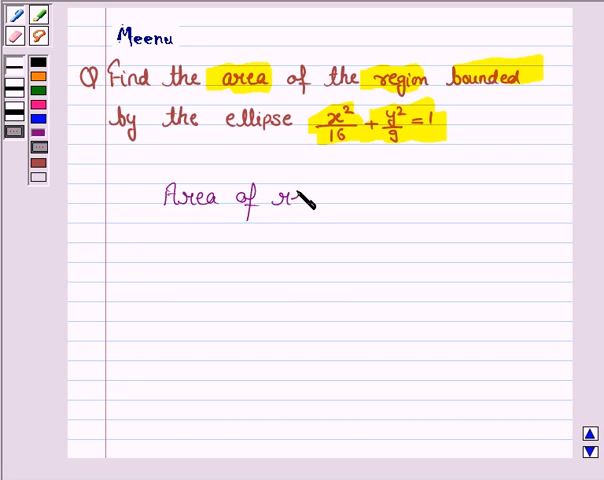 Meenu
Q Find the area of the region bounded
by the ellipse x²/16 + y²/9 = 1
Area of r